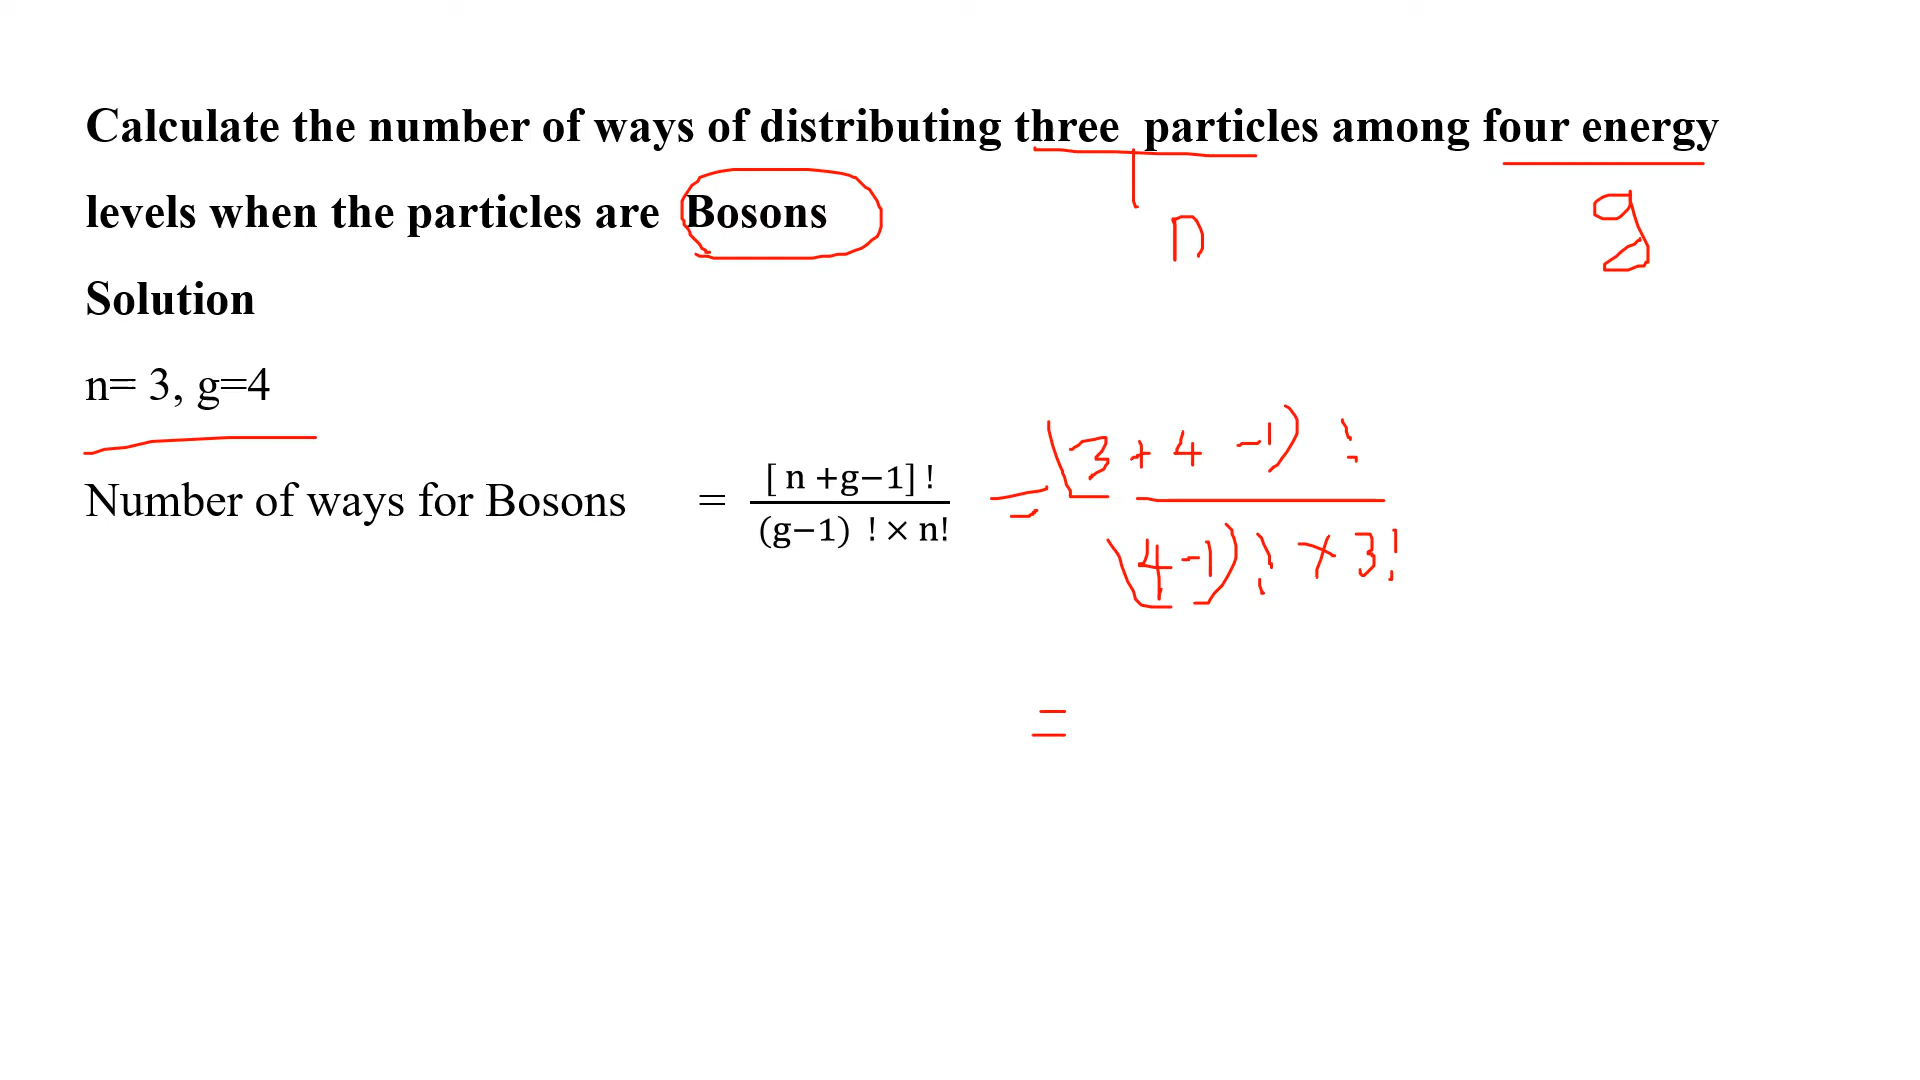 Calculate the number of ways of distributing three particles among four energy
levels when the particles are Bosons
n
g
Solution
n= 3, g=4
Number of ways for Bosons = [ n +g−1] ! / (g−1) ! × n! = (3 + 4 -1) ! / (4-1) ! × 3!
=